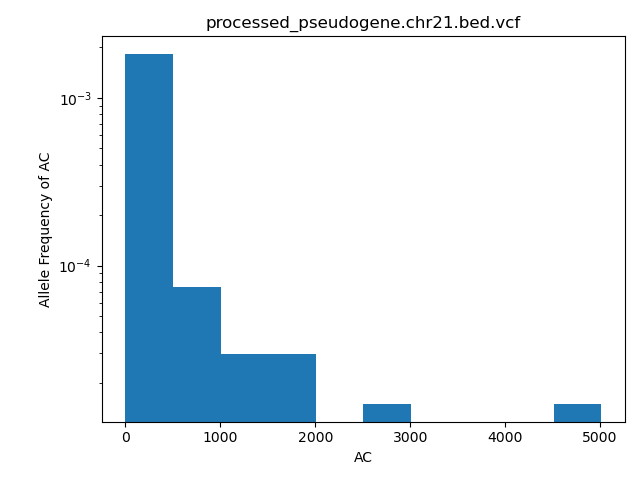 processed_pseudogene.chr21.bed.vcf
Allele Frequency of AC
10⁻³
10⁻⁴
0 1000 2000 3000 4000 5000
AC